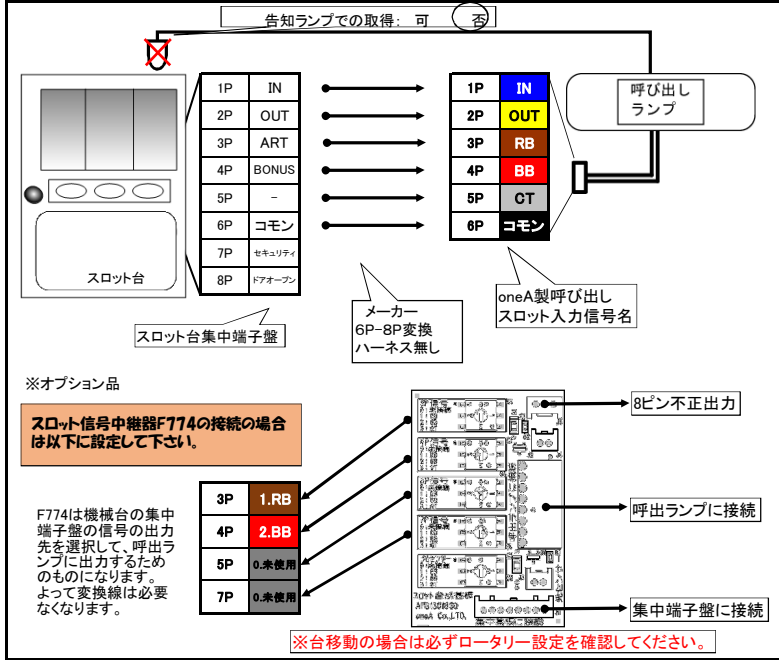 告知ランプでの取得: 可 否
1P IN
2P OUT
3P ART
4P BONUS
5P -
6P コモン
7P セキュリティ
8P ドアオープン
1P IN
2P OUT
3P RB
4P BB
5P CT
6P コモン
呼び出し
ランプ
スロット台
スロット台集中端子盤
メーカー
6P-8P変換
ハーネス無し
oneA製呼び出し
スロット入力信号名
※オプション品
スロット信号中継器F774の接続の場合
は以下に設定して下さい。
F774は機械台の集中
端子盤の信号の出力
先を選択して、呼出ラ
ンプに出力するため
のものになります。
よって変換線は必要
なくなります。
3P 1.RB
4P 2.BB
5P 0.未使用
7P 0.未使用
8ピン不正出力
呼出ランプに接続
集中端子盤に接続
oneA Co.,LTD.
※台移動の場合は必ずロータリー設定を確認してください。